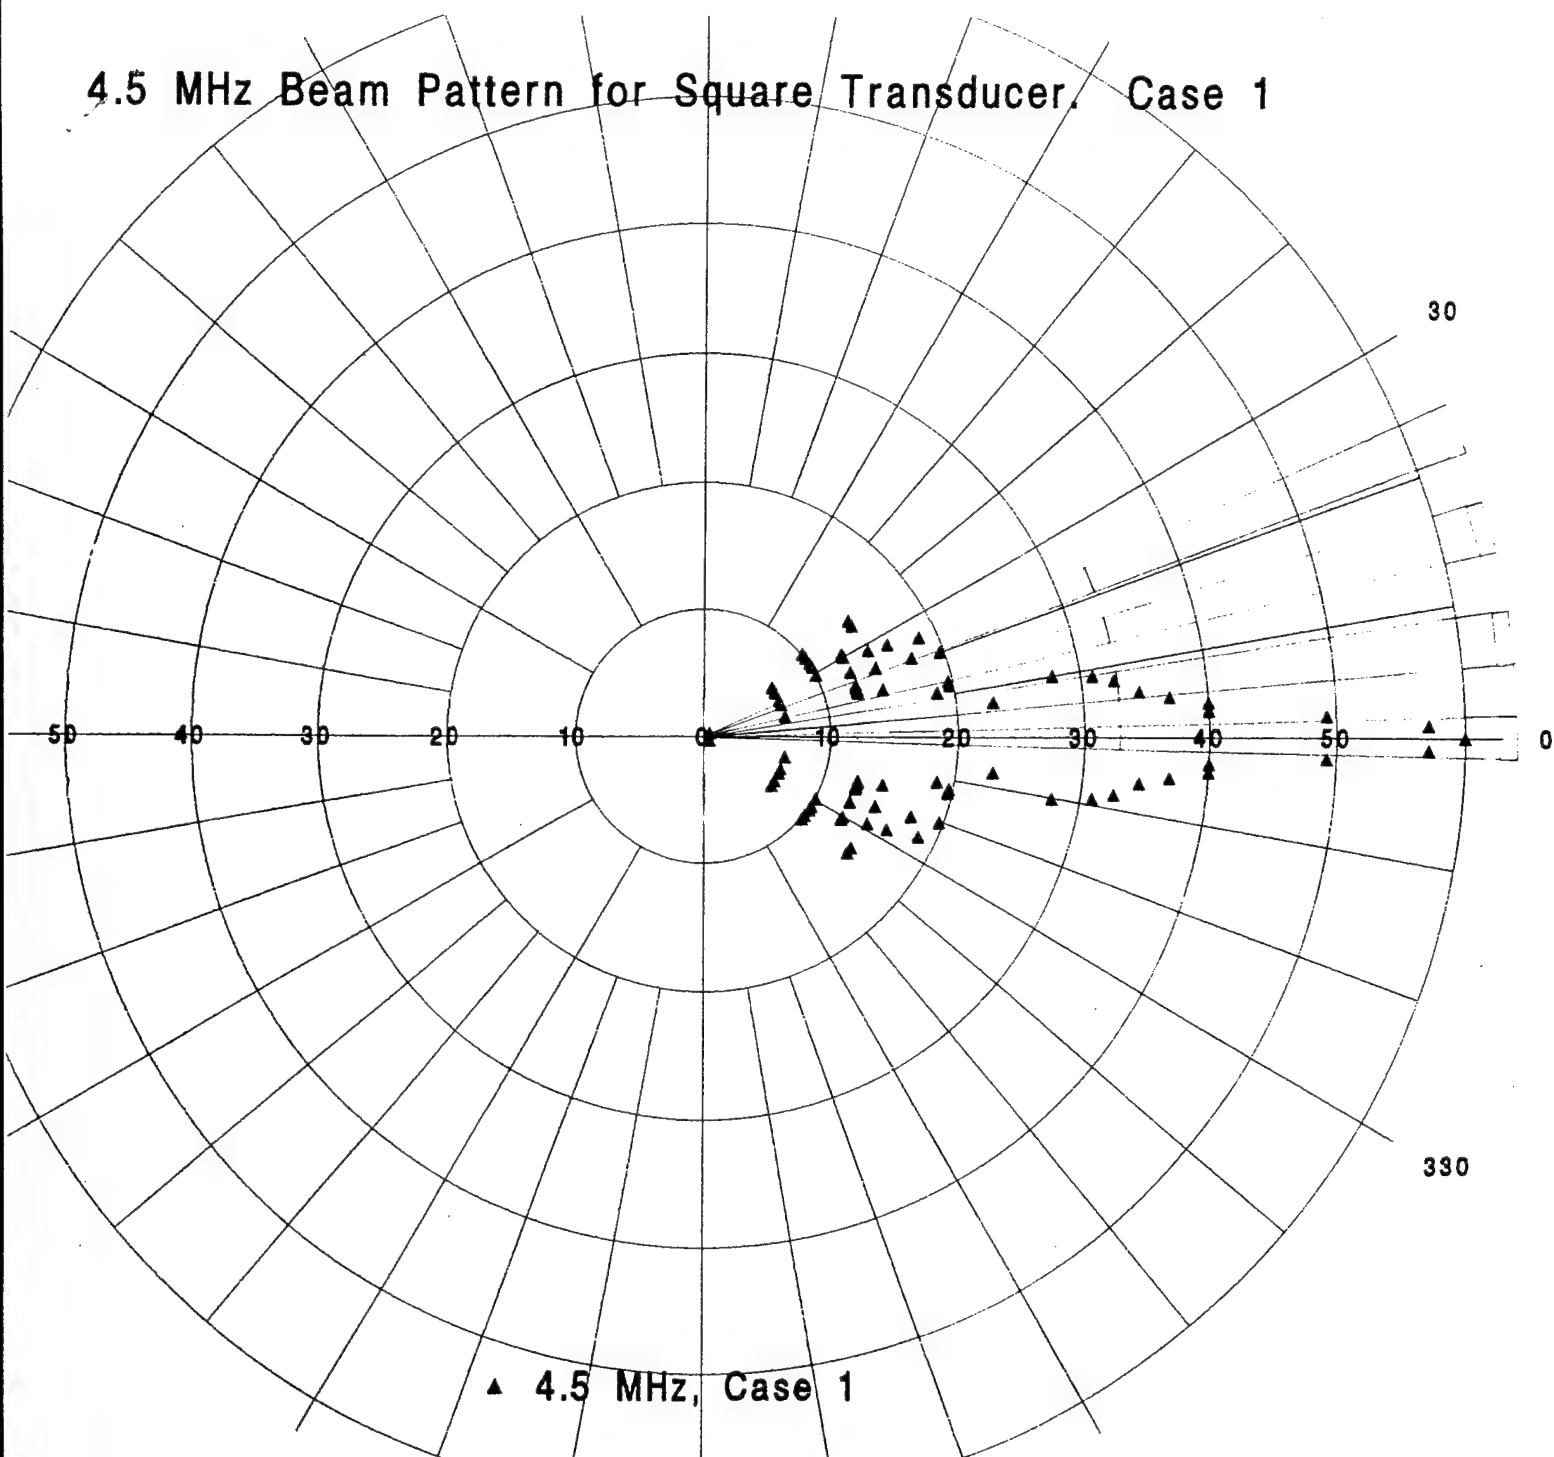 4.5 MHz Beam Pattern for Square Transducer. Case 1
30
50 40 30 20 10 0 10 20 30 40 50 0
330
4.5 MHz, Case 1